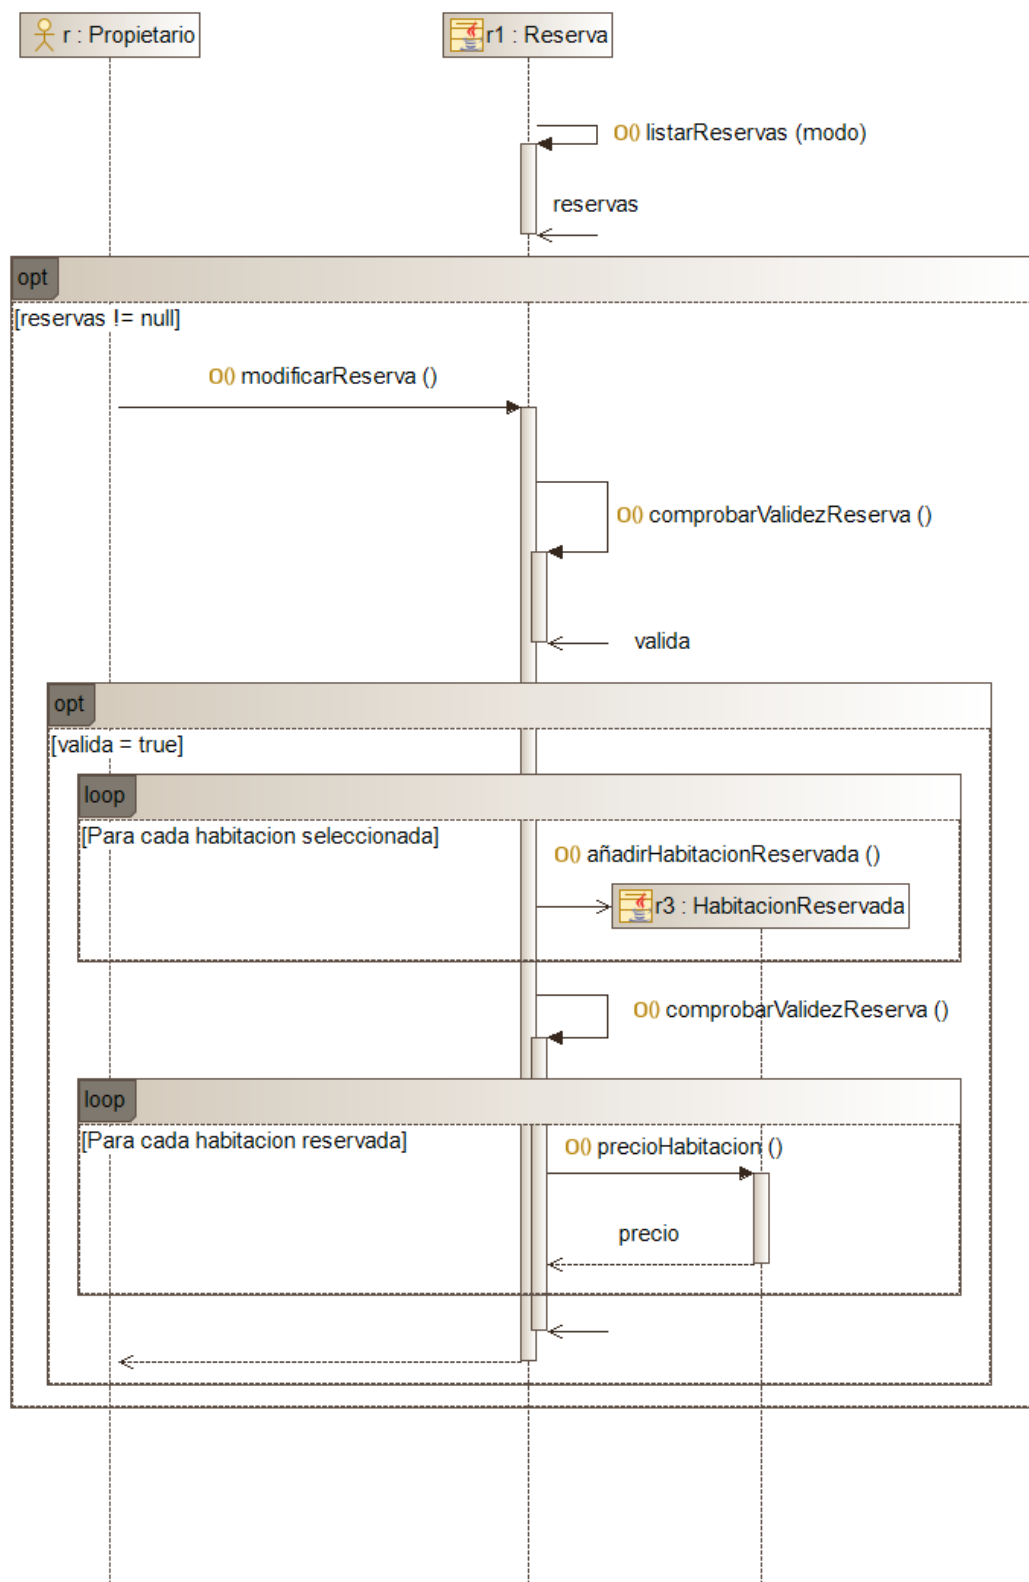 r : Propietario
r1 : Reserva
O() listarReservas (modo)
reservas
opt
[reservas != null]
O() modificarReserva ()
O() comprobarValidezReserva ()
valida
opt
[valida = true]
loop
[Para cada habitacion seleccionada]
O() añadirHabitacionReservada ()
r3 : HabitacionReservada
O() comprobarValidezReserva ()
loop
[Para cada habitacion reservada]
O() precioHabitacion ()
precio